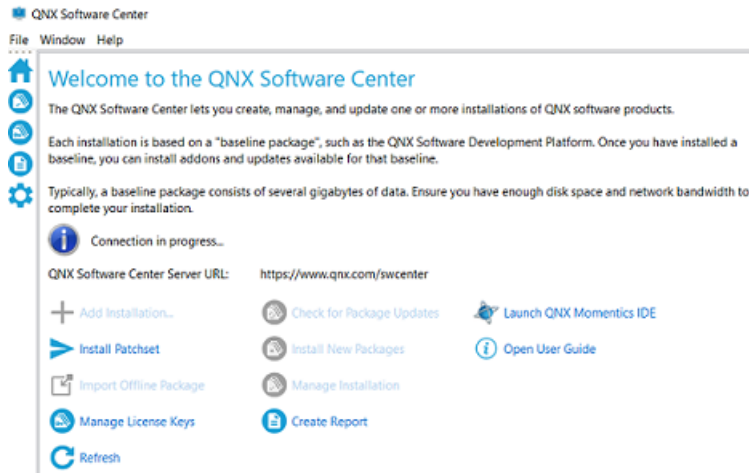 QNX Software Center
File Window Help
Welcome to the QNX Software Center
The QNX Software Center lets you create, manage, and update one or more installations of QNX software products.
Each installation is based on a "baseline package", such as the QNX Software Development Platform. Once you have installed a
baseline, you can install addons and updates available for that baseline.
Typically, a baseline package consists of several gigabytes of data. Ensure you have enough disk space and network bandwidth to
complete your installation.
Connection in progress...
QNX Software Center Server URL: https://www.qnx.com/swcenter
Add Installation... Check for Package Updates Launch QNX Momentics IDE
Install Patchset Install New Packages Open User Guide
Import Offline Package Manage Installation
Manage License Keys Create Report
Refresh